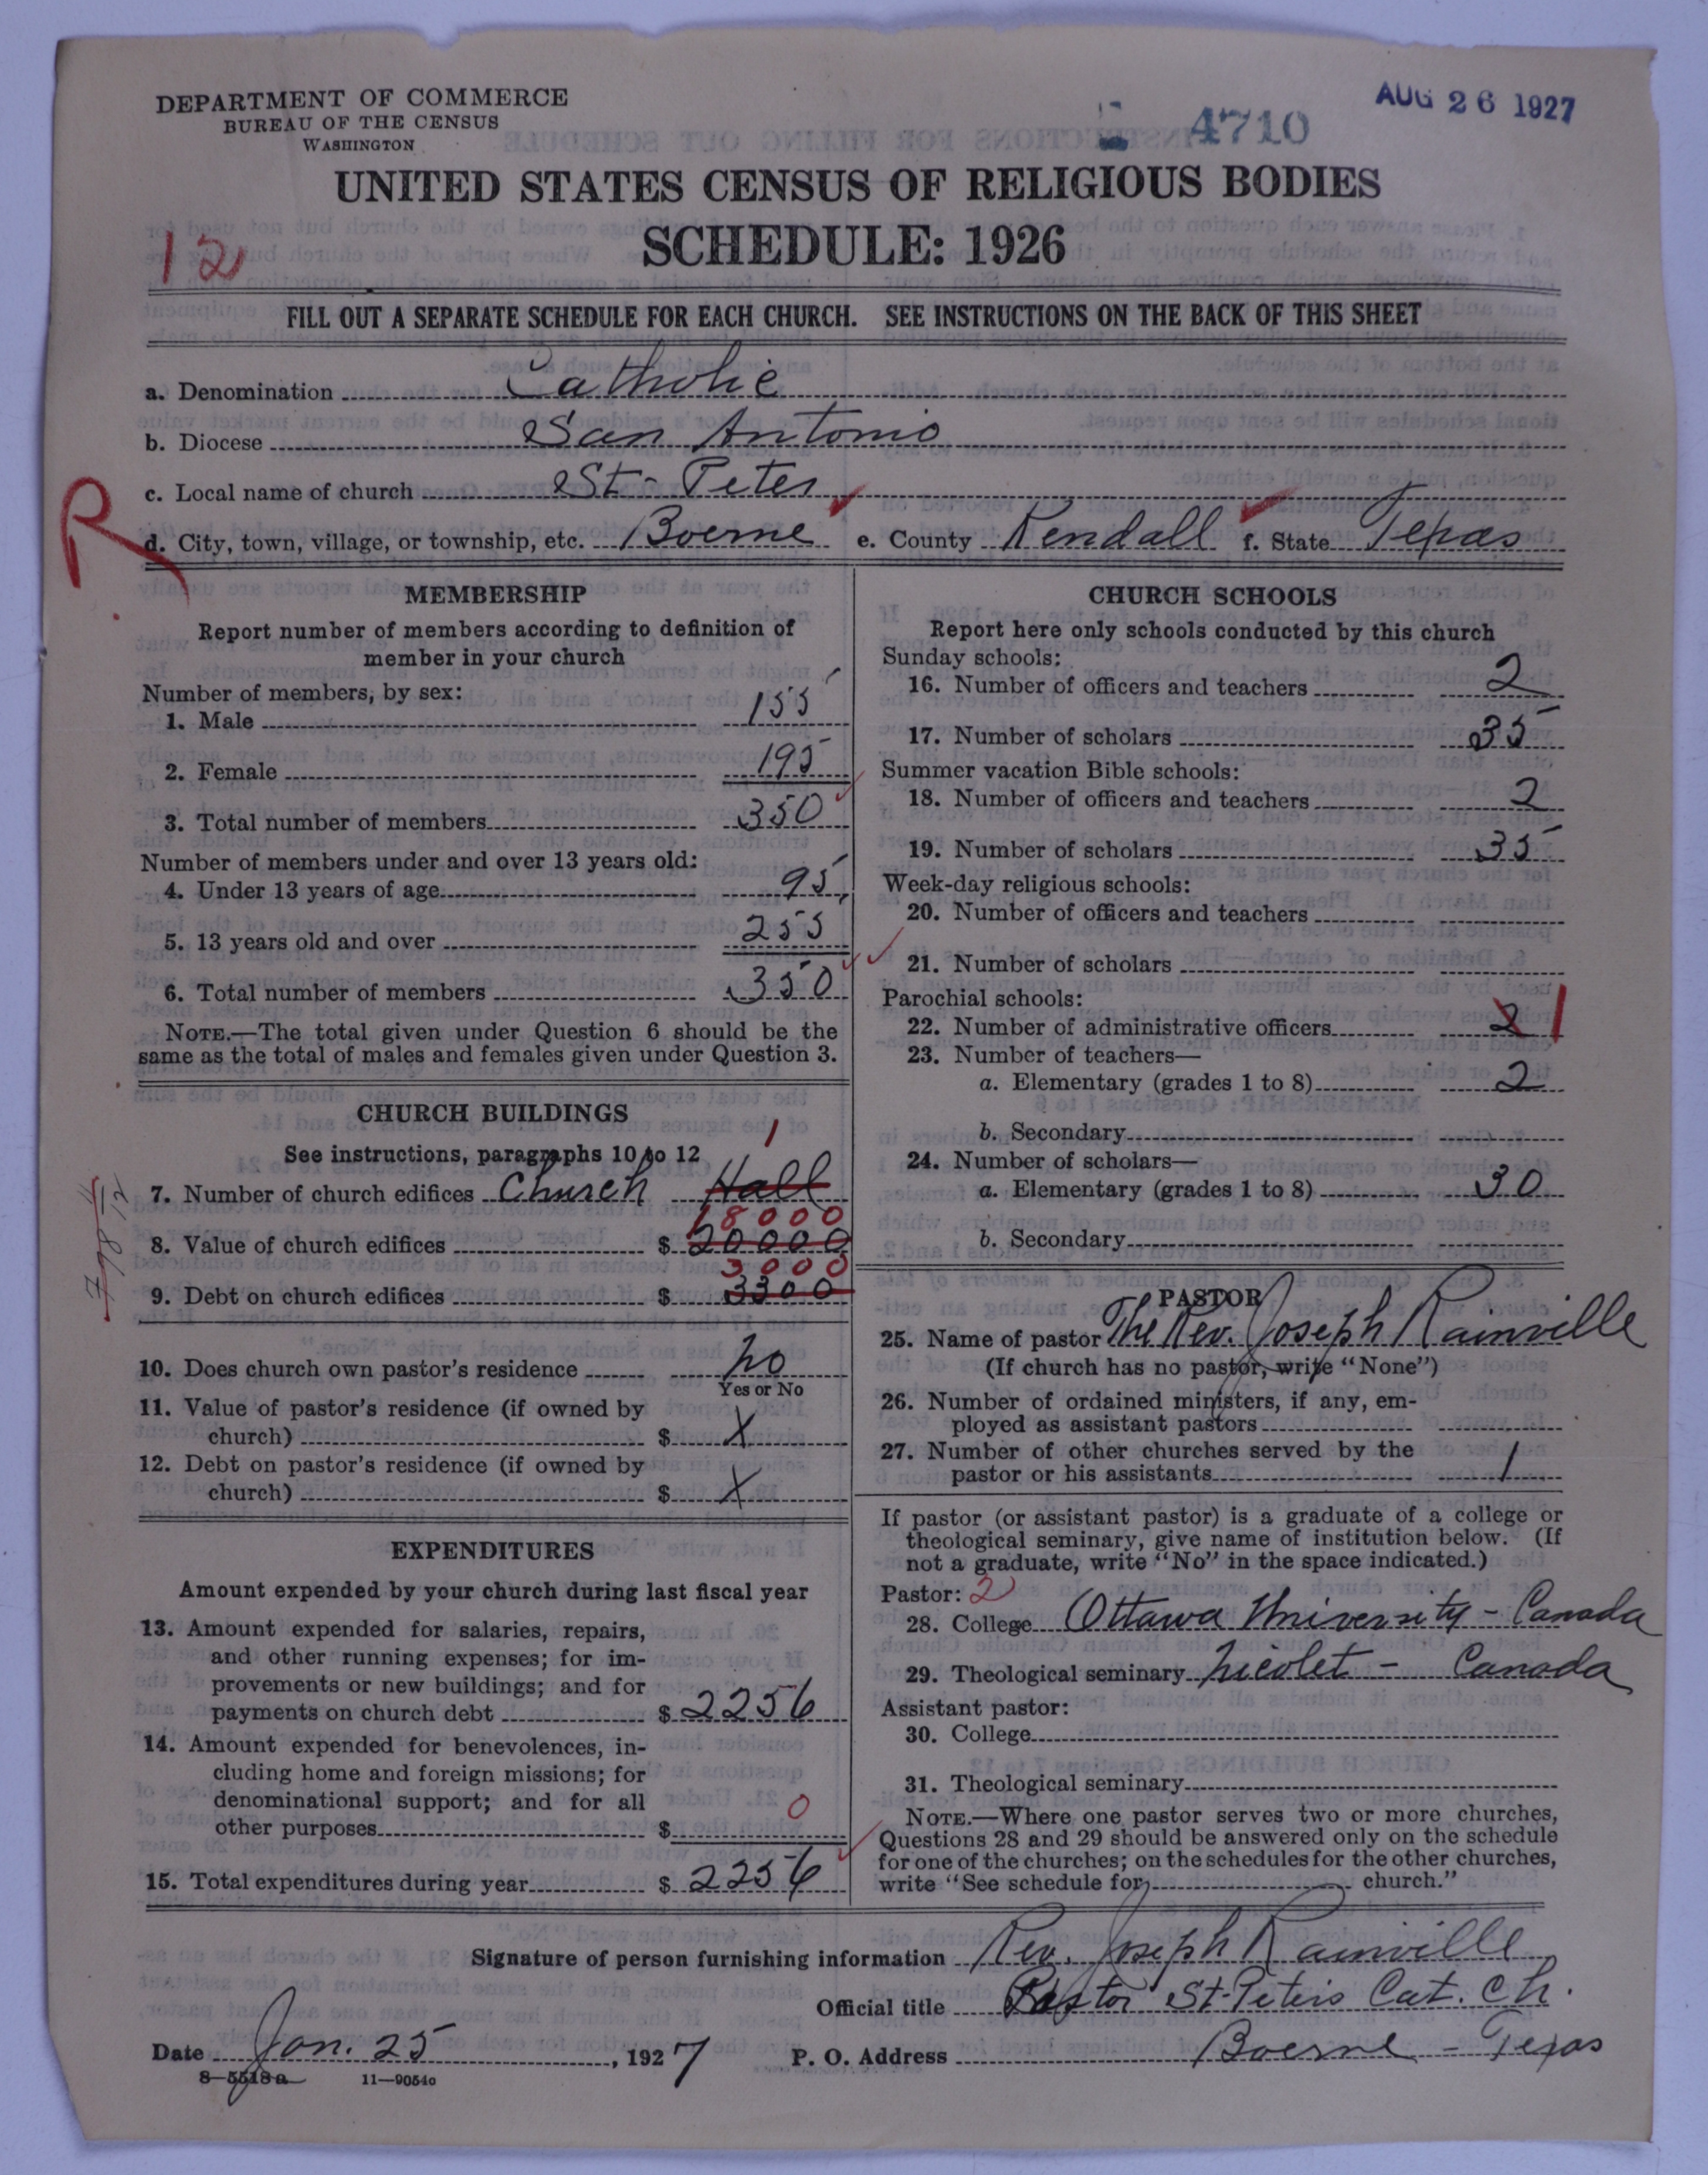 DEPARTMENT OF COMMERCE
BUREAU OF THE CENSUS
WASHINGTON
4710
AUG 26 1927
UNITED STATES CENSUS OF RELIGIOUS BODIES
SCHEDULE: 1926
12
FILL OUT A SEPARATE SCHEDULE FOR EACH CHURCH. SEE INSTRUCTIONS ON THE BACK OF THIS SHEET
a. Denomination Catholic
b. Diocese San Antonio
c. Local name of church St- Peter
R
d. City, town, village, or township, etc. Boerne e. County Kendall f. State Texas
MEMBERSHIP
Report number of members according to definition of
member in your church
Number of members, by sex:
1. Male 155
2. Female 195
3. Total number of members 350
Number of members under and over 13 years old:
4. Under 13 years of age 95
5. 13 years old and over 255
6. Total number of members 350
NOTE.—The total given under Question 6 should be the
same as the total of males and females given under Question 3.
CHURCH BUILDINGS
See instructions, paragraphs 10 to 12
1
7. Number of church edifices Church Hall
18000
8. Value of church edifices $ 20000
3000
9. Debt on church edifices $ 3300
10. Does church own pastor's residence No
Yes or No
11. Value of pastor's residence (if owned by
church) $ X
12. Debt on pastor's residence (if owned by
church) $ X
EXPENDITURES
Amount expended by your church during last fiscal year
13. Amount expended for salaries, repairs,
and other running expenses; for im-
provements or new buildings; and for
payments on church debt $ 2256
14. Amount expended for benevolences, in-
cluding home and foreign missions; for
denominational support; and for all
other purposes $ 0
15. Total expenditures during year $ 2256
CHURCH SCHOOLS
Report here only schools conducted by this church
Sunday schools:
16. Number of officers and teachers 2
17. Number of scholars 35
Summer vacation Bible schools:
18. Number of officers and teachers 2
19. Number of scholars 35
Week-day religious schools:
20. Number of officers and teachers
21. Number of scholars
Parochial schools:
22. Number of administrative officers 2 1
23. Number of teachers—
a. Elementary (grades 1 to 8) 2
b. Secondary
24. Number of scholars—
a. Elementary (grades 1 to 8) 30
b. Secondary
PASTOR
25. Name of pastor The Rev. Joseph Rainville
(If church has no pastor, write "None")
26. Number of ordained ministers, if any, em-
ployed as assistant pastors
27. Number of other churches served by the
pastor or his assistants 1
If pastor (or assistant pastor) is a graduate of a college or
theological seminary, give name of institution below. (If
not a graduate, write "No" in the space indicated.)
Pastor: 2
28. College Ottawa University - Canada
29. Theological seminary Nicolet - Canada
Assistant pastor:
30. College
31. Theological seminary
NOTE.—Where one pastor serves two or more churches,
Questions 28 and 29 should be answered only on the schedule
for one of the churches; on the schedules for the other churches,
write "See schedule for church."
Signature of person furnishing information Rev. Joseph Rainville
Official title Pastor St-Peters Cat. Ch.
Date Jan. 25, 1927 P. O. Address Boerne - Texas
8—5518a 11—9054o